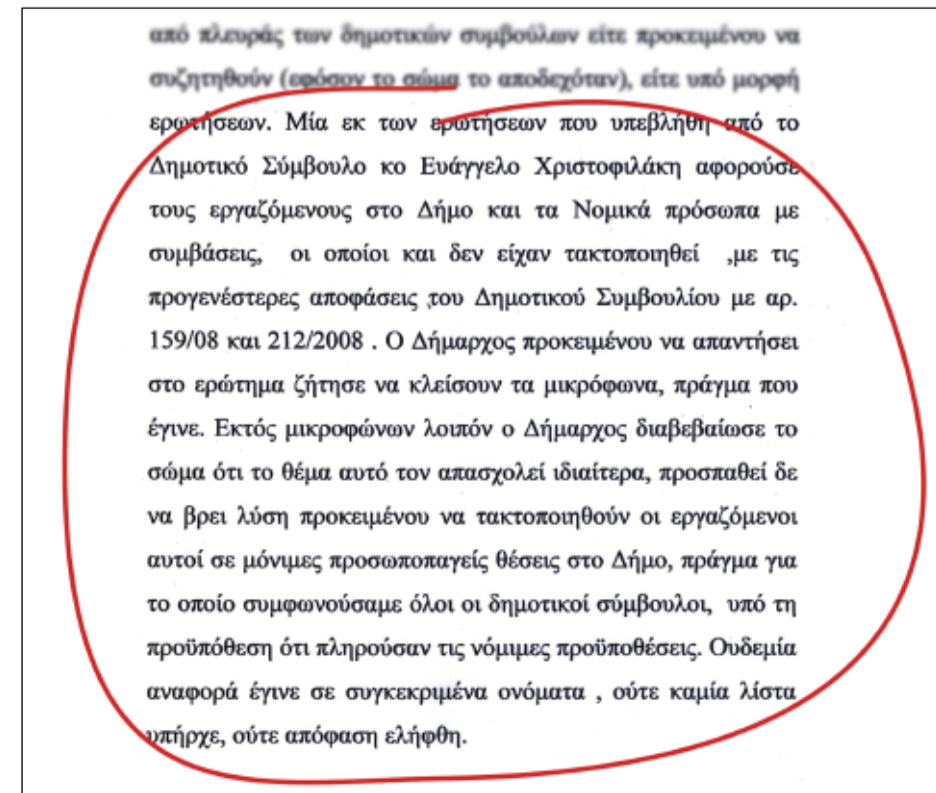 από πλευράς των δημοτικών συμβούλων είτε προκειμένου να
συζητηθούν (εφόσον το σώμα το αποδεχόταν), είτε υπό μορφή
ερωτήσεων. Μία εκ των ερωτήσεων που υπεβλήθη από το
Δημοτικό Σύμβουλο κο Ευάγγελο Χριστοφιλάκη αφορούσε
τους εργαζόμενους στο Δήμο και τα Νομικά πρόσωπα με
συμβάσεις, οι οποίοι και δεν είχαν τακτοποιηθεί ,με τις
προγενέστερες αποφάσεις του Δημοτικού Συμβουλίου με αρ.
159/08 και 212/2008 . Ο Δήμαρχος προκειμένου να απαντήσει
στο ερώτημα ζήτησε να κλείσουν τα μικρόφωνα, πράγμα που
έγινε. Εκτός μικροφώνων λοιπόν ο Δήμαρχος διαβεβαίωσε το
σώμα ότι το θέμα αυτό τον απασχολεί ιδιαίτερα, προσπαθεί δε
να βρει λύση προκειμένου να τακτοποιηθούν οι εργαζόμενοι
αυτοί σε μόνιμες προσωποπαγείς θέσεις στο Δήμο, πράγμα για
το οποίο συμφωνούσαμε όλοι οι δημοτικοί σύμβουλοι, υπό τη
προϋπόθεση ότι πληρούσαν τις νόμιμες προϋποθέσεις. Ουδεμία
αναφορά έγινε σε συγκεκριμένα ονόματα , ούτε καμία λίστα
υπήρχε, ούτε απόφαση ελήφθη.